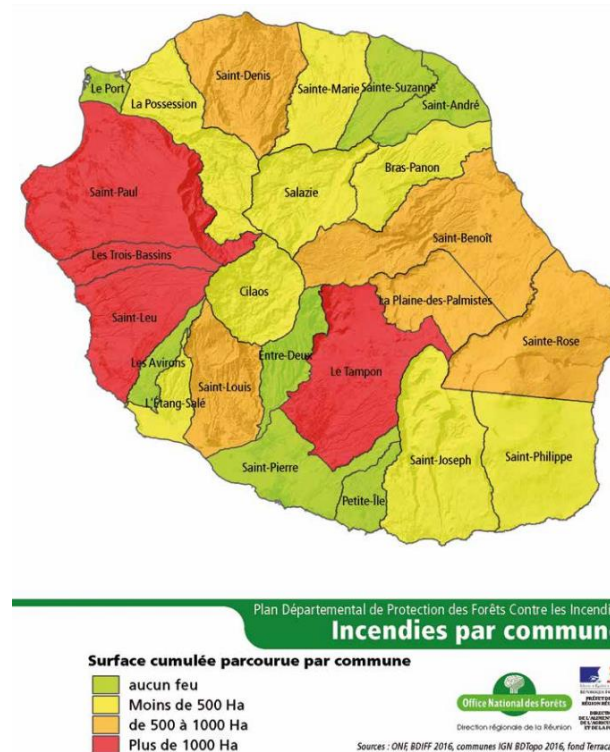 Saint-Denis
Sainte-Marie
Sainte-Suzanne
Le Port
La Possession
Saint-André
Bras-Panon
Saint-Paul
Salazie
Saint-Benoît
Les Trois-Bassins
Cilaos
La Plaine-des-Palmistes
Saint-Leu
Sainte-Rose
Les Avirons
Entre-Deux
Le Tampon
Saint-Louis
L'Étang-Salé
Saint-Joseph
Saint-Philippe
Saint-Pierre
Petite-Île
Plan Départemental de Protection des Forêts Contre les Incendi
Incendies par commun
Surface cumulée parcourue par commune
aucun feu
Moins de 500 Ha
de 500 à 1000 Ha
Plus de 1000 Ha
Office National des Forêts
Direction régionale de la Réunion
Sources : ONF, BDIFF 2016, communes IGN BDTopo 2016, fond Terrac